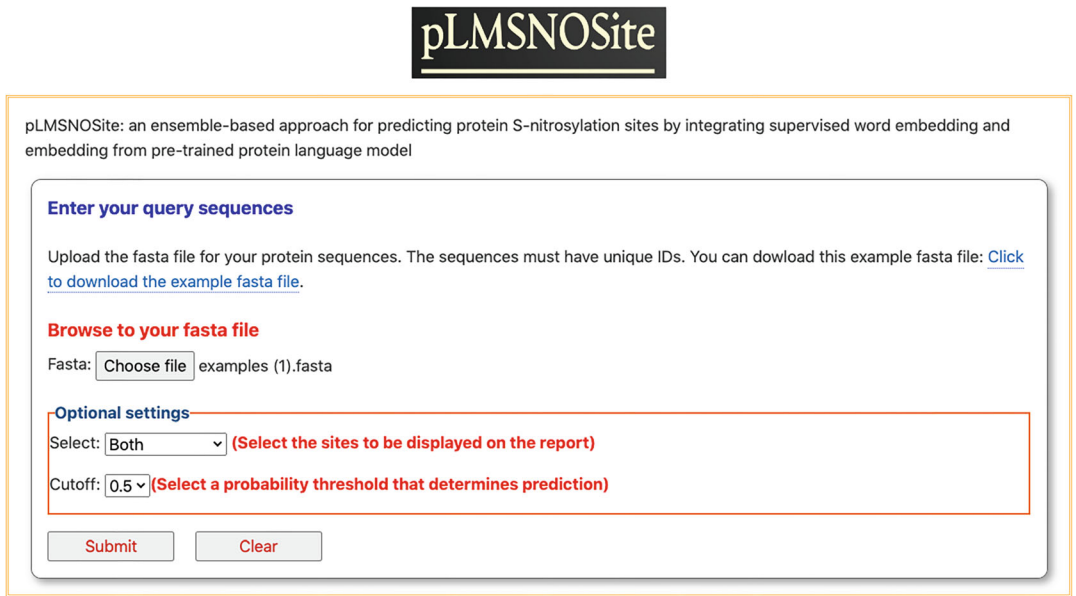 pLMSNOSite
pLMSNOSite: an ensemble-based approach for predicting protein S-nitrosylation sites by integrating supervised word embedding and
embedding from pre-trained protein language model
Enter your query sequences
Upload the fasta file for your protein sequences. The sequences must have unique IDs. You can dowload this example fasta file: Click
to download the example fasta file.
Browse to your fasta file
Fasta: Choose file examples (1).fasta
Optional settings
Select: Both (Select the sites to be displayed on the report)
Cutoff: 0.5 (Select a probability threshold that determines prediction)
Submit Clear